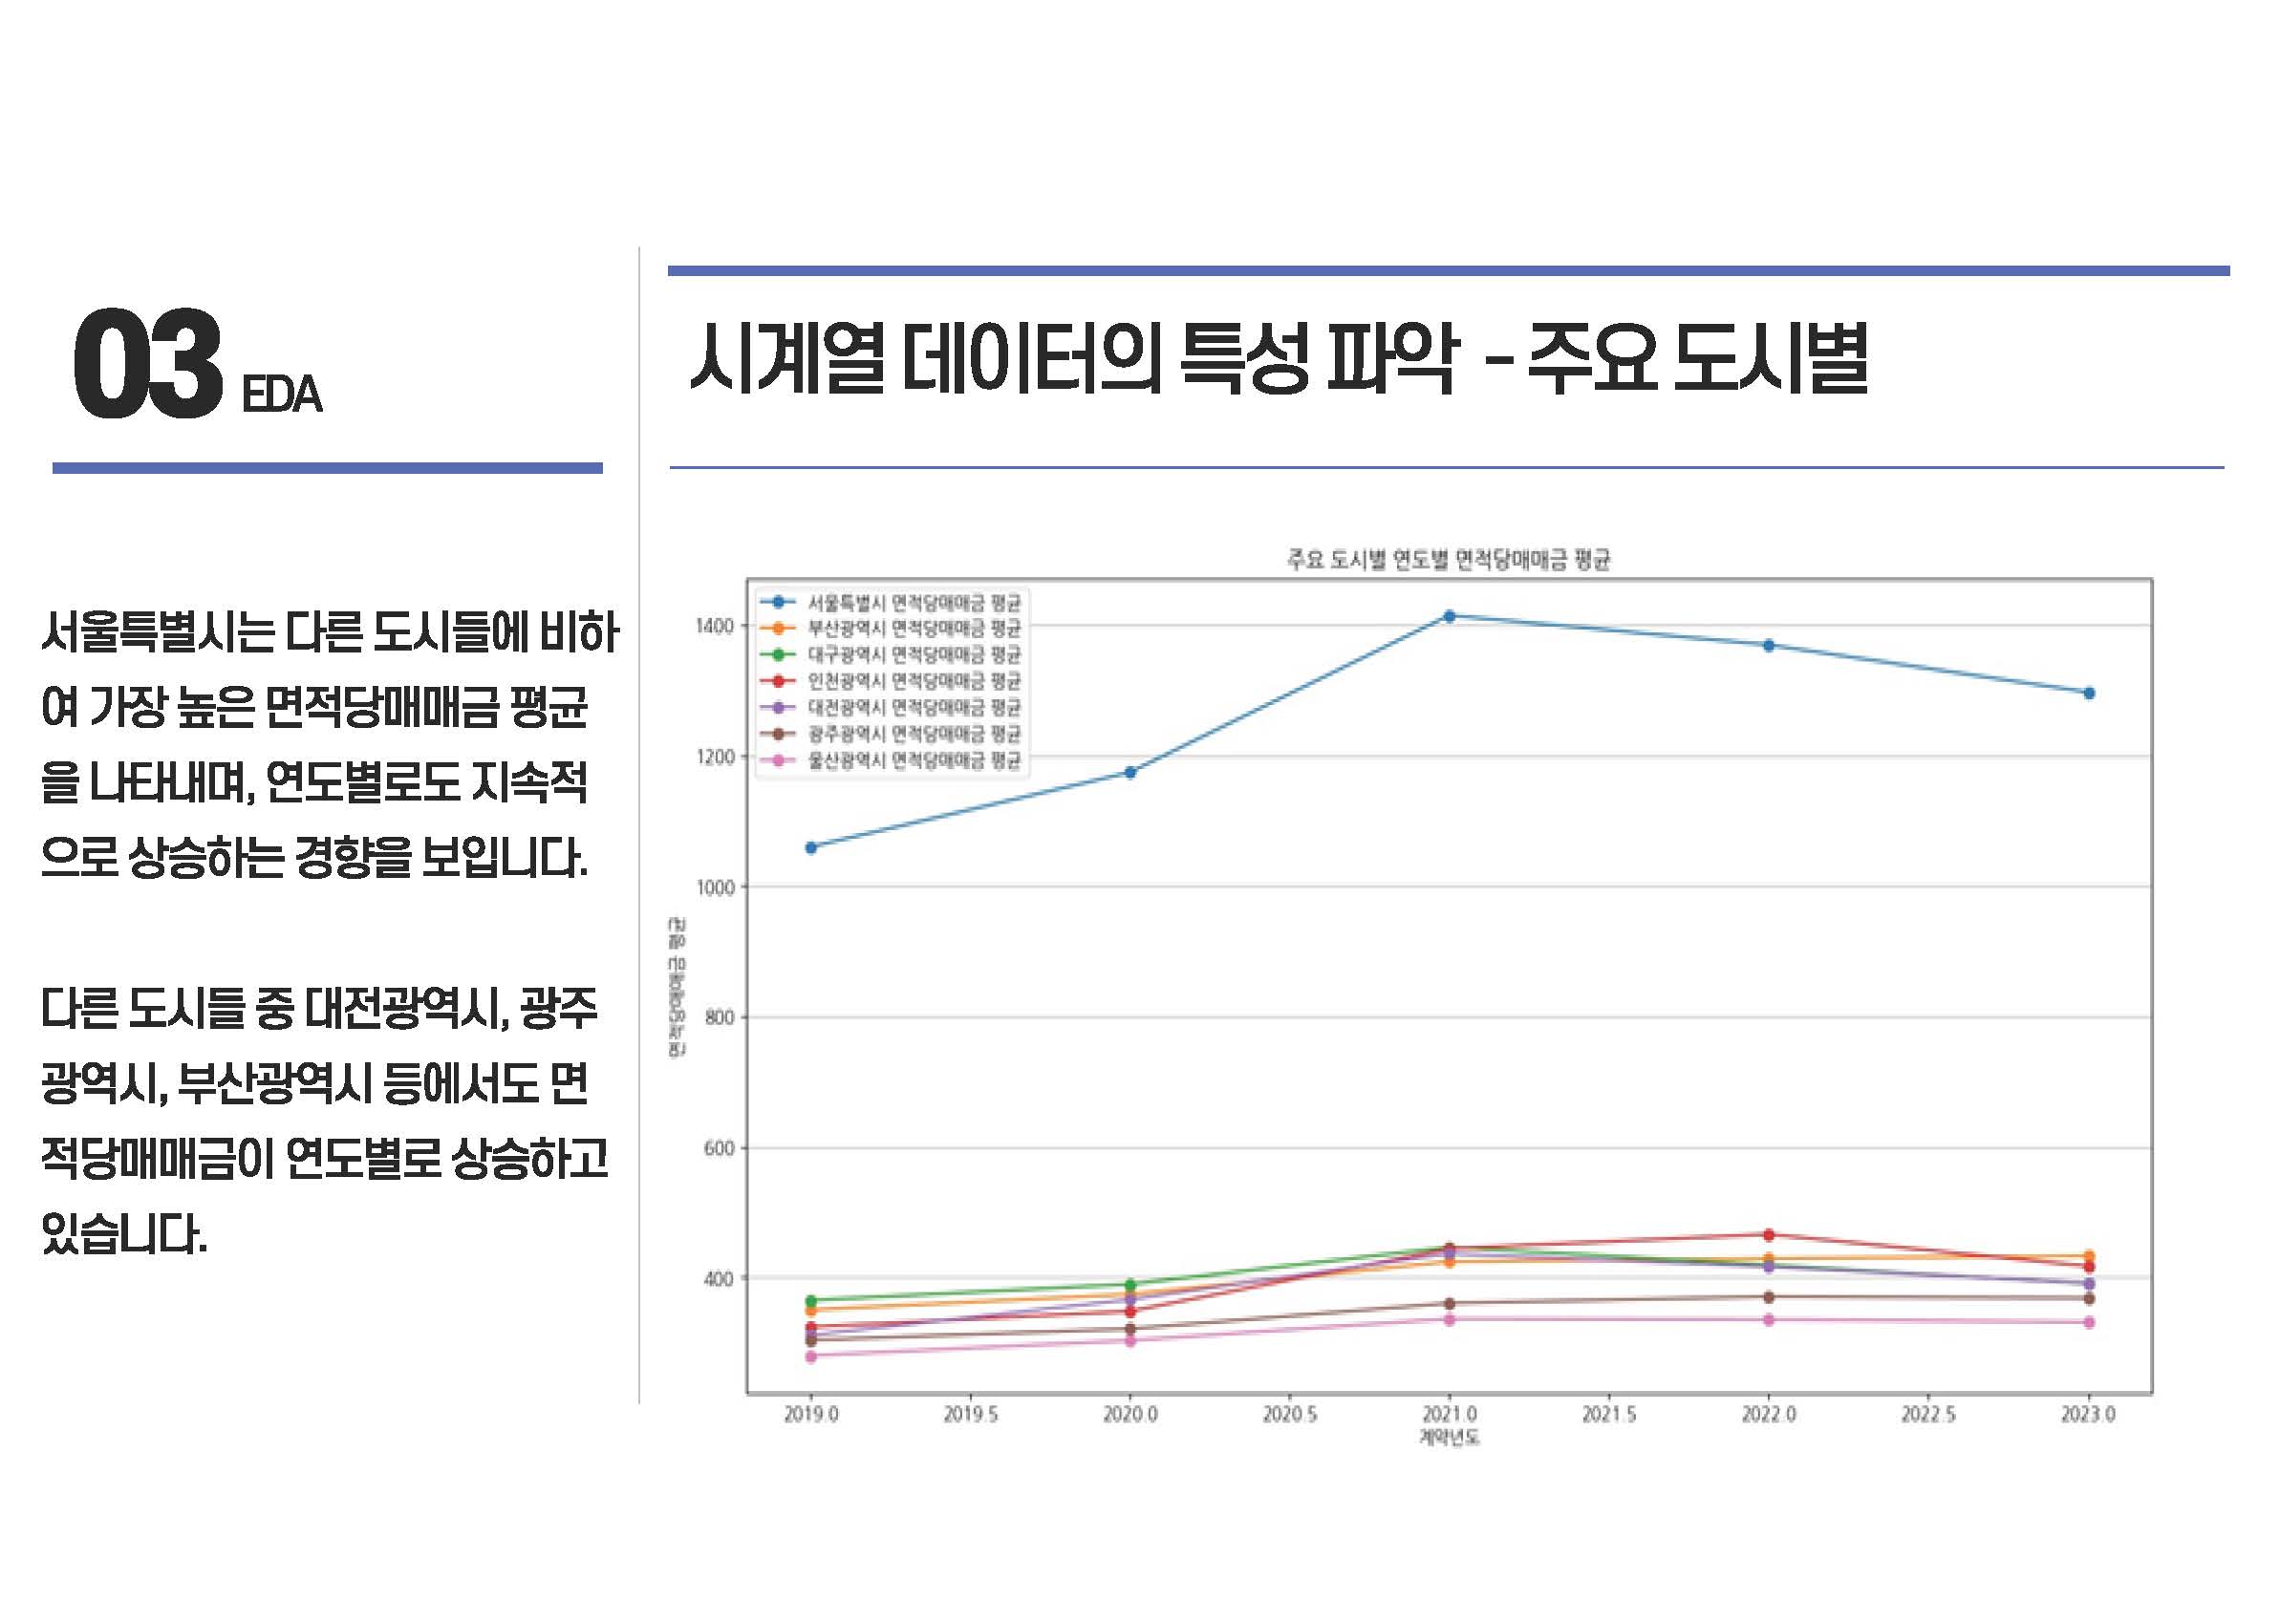 03 EDA
시계열 데이터의 특성 파악 - 주요 도시별
서울특별시는 다른 도시들에 비하
여 가장 높은 면적당매매금 평균
을 나타내며, 연도별로도 지속적
으로 상승하는 경향을 보입니다.
다른 도시들 중 대전광역시, 광주
광역시, 부산광역시 등에서도 면
적당매매금이 연도별로 상승하고
있습니다.
주요 도시별 연도별 면적당매매금 평균
서울특별시 면적당매매금 평균
부산광역시 면적당매매금 평균
대구광역시 면적당매매금 평균
인천광역시 면적당매매금 평균
대전광역시 면적당매매금 평균
광주광역시 면적당매매금 평균
울산광역시 면적당매매금 평균
1400
1200
1000
800
600
400
면적당매매금 평균
2019.0 2019.5 2020.0 2020.5 2021.0 2021.5 2022.0 2022.5 2023.0
계약년도